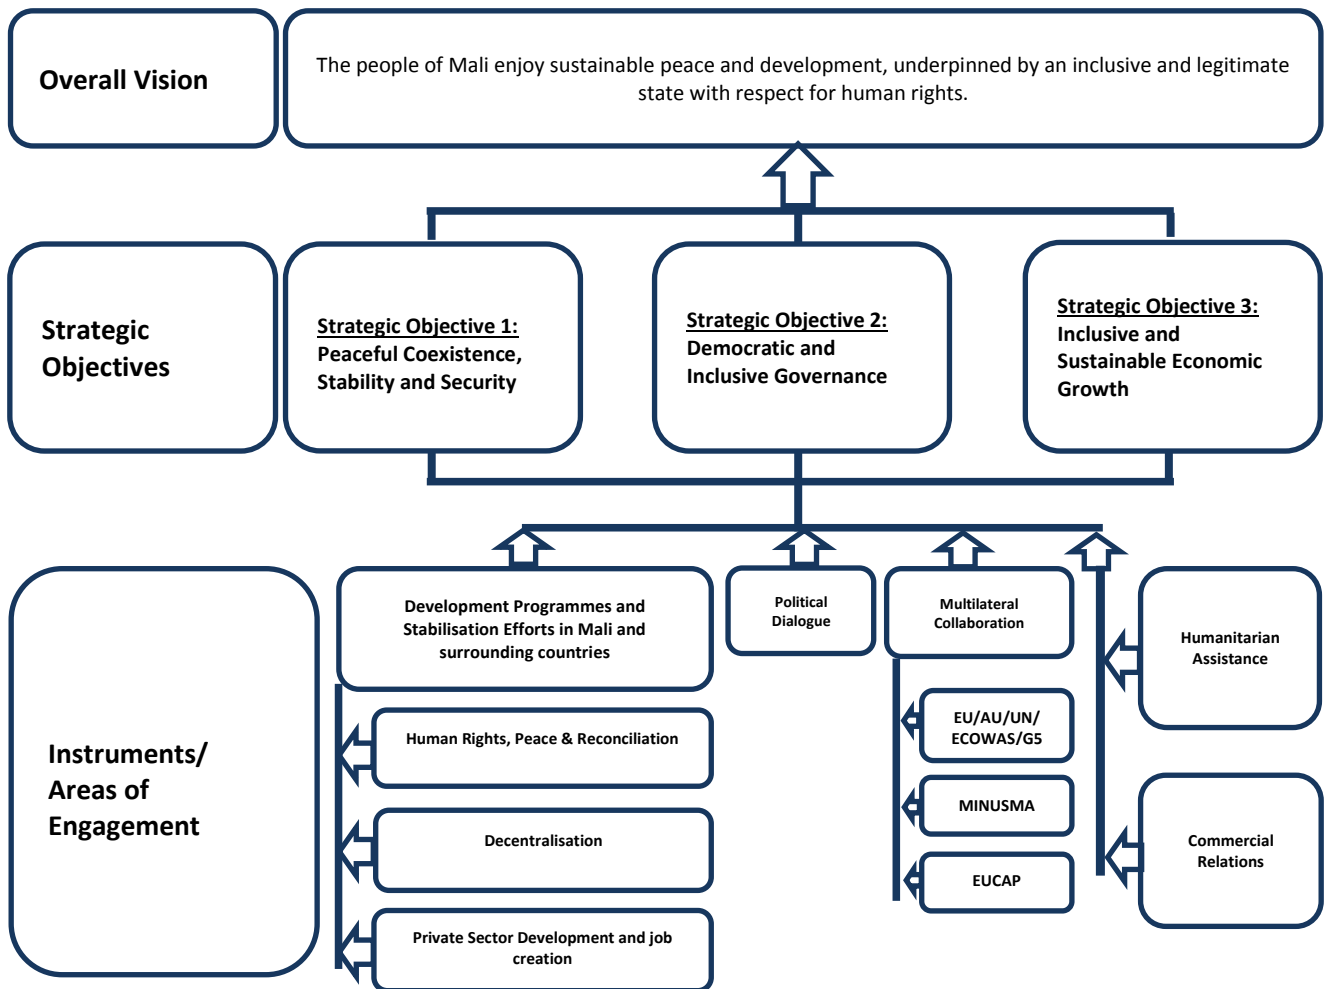 Overall Vision
The people of Mali enjoy sustainable peace and development, underpinned by an inclusive and legitimate
state with respect for human rights.
Strategic
Objectives
Strategic Objective 1:
Peaceful Coexistence,
Stability and Security
Strategic Objective 2:
Democratic and
Inclusive Governance
Strategic Objective 3:
Inclusive and
Sustainable Economic
Growth
Instruments/
Areas of
Engagement
Development Programmes and
Stabilisation Efforts in Mali and
surrounding countries
Human Rights, Peace & Reconciliation
Decentralisation
Private Sector Development and job
creation
Political
Dialogue
Multilateral
Collaboration
EU/AU/UN/
ECOWAS/G5
MINUSMA
EUCAP
Humanitarian
Assistance
Commercial
Relations